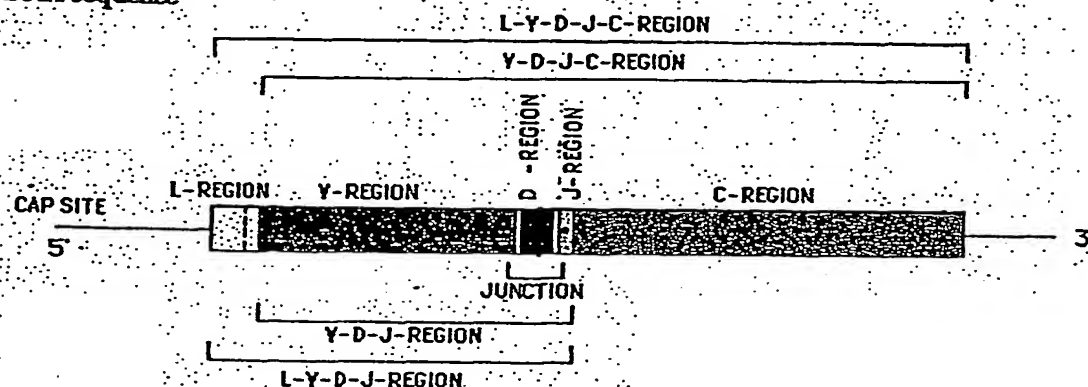 L-V-D-J-C-REGION
V-D-J-C-REGION
D -REGION
J-REGION
L-REGION
V-REGION
C-REGION
CAP SITE
5'
3
JUNCTION
V-D-J-REGION
L-V-D-J-REGION